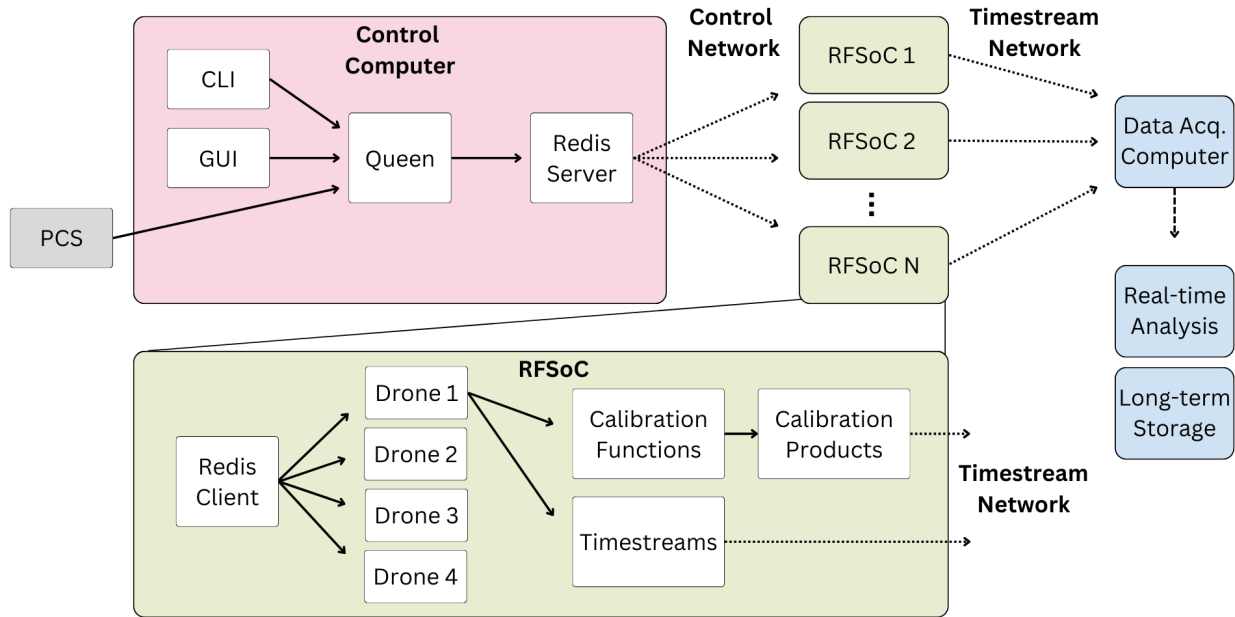 Control
Computer
CLI
GUI
Queen
Redis
Server
PCS
Control
Network
RFSoC 1
RFSoC 2
⋮
RFSoC N
Timestream
Network
Data Acq.
Computer
Real-time
Analysis
Long-term
Storage
RFSoC
Redis
Client
Drone 1
Drone 2
Drone 3
Drone 4
Calibration
Functions
Calibration
Products
Timestreams
Timestream
Network